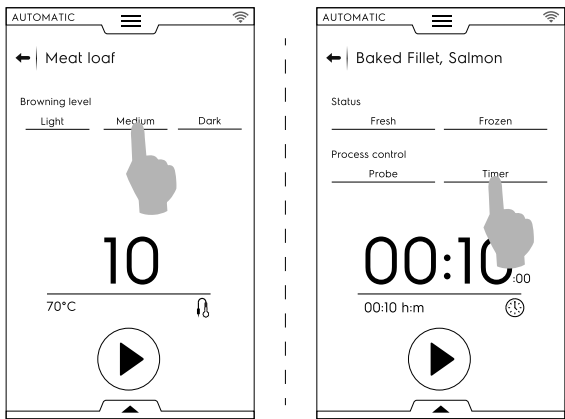 AUTOMATIC
Meat loaf
Browning level
Light Medium Dark
10
70°C
AUTOMATIC
Baked Fillet, Salmon
Status
Fresh Frozen
Process control
Probe Timer
00:10:00
00:10 h:m